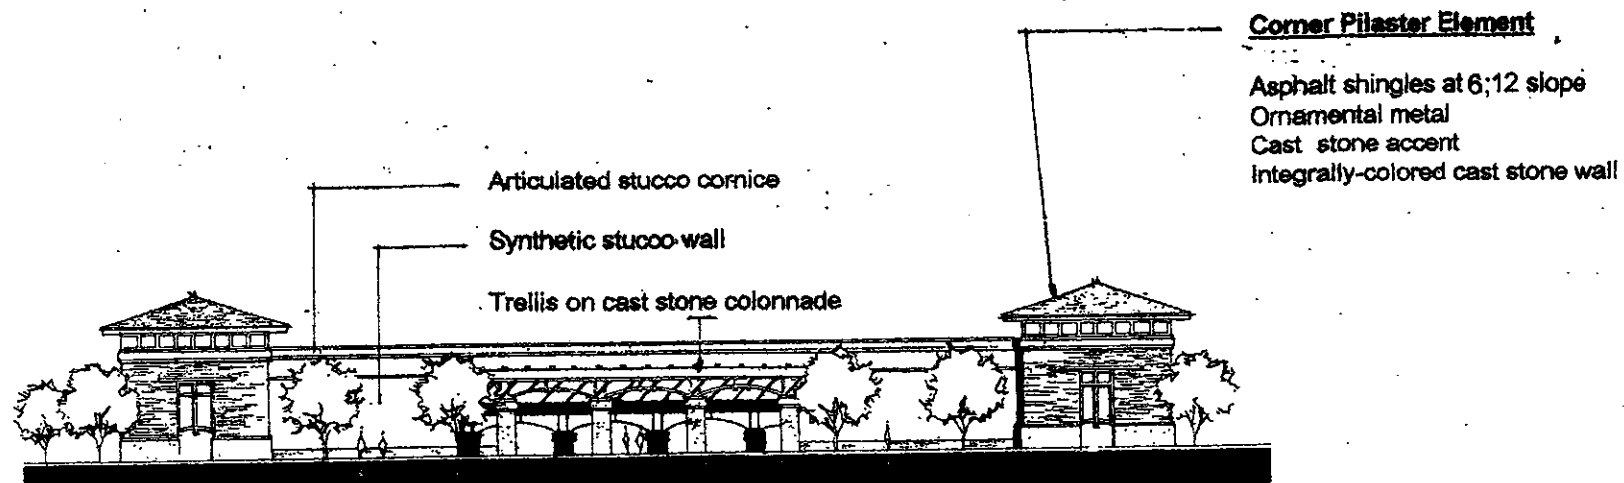 Corner Pilaster Element
Asphalt shingles at 6;12 slope
Ornamental metal
Cast stone accent
Integrally-colored cast stone wall
Articulated stucco cornice
Synthetic stucco wall
Trellis on cast stone colonnade